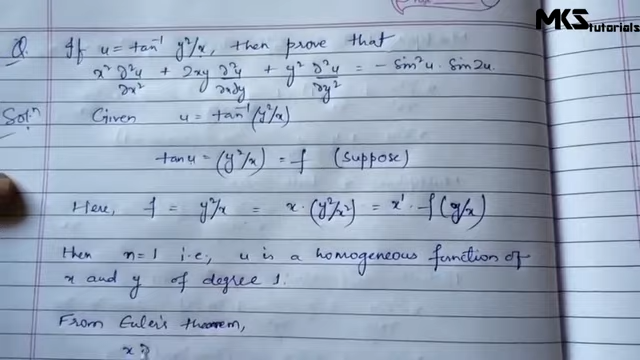 MKS tutorials
Q. If u = tan⁻¹ y²/x, then prove that
x² ∂²u/∂x² + 2xy ∂²u/∂x∂y + y² ∂²u/∂y² = - sin²u · sin2u.
Solⁿ: Given u = tan⁻¹(y²/x)
tan u = (y²/x) = f (suppose)
Here, f = y²/x = x·(y²/x²) = x¹·f(y/x)
then n=1 i.e., u is a homogeneous function of
x and y of degree 1.
From Euler's theorem,
x ∂